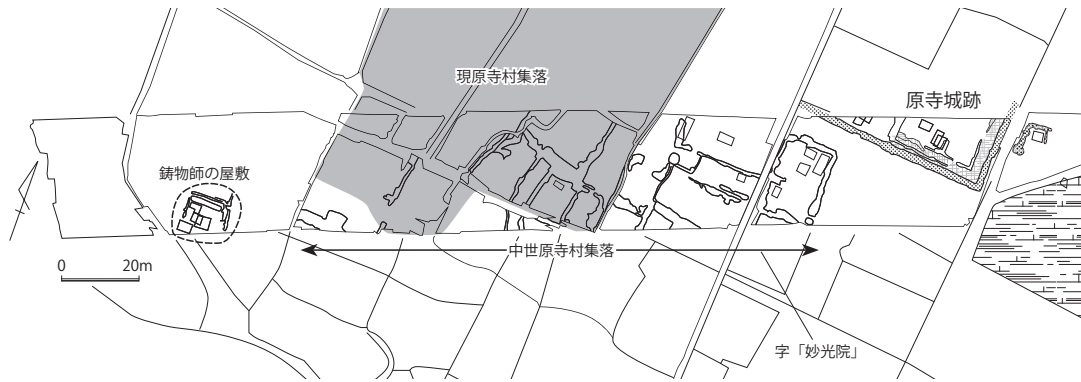 現原寺村集落
原寺城跡
鋳物師の屋敷
中世原寺村集落
0 20m
字「妙光院」